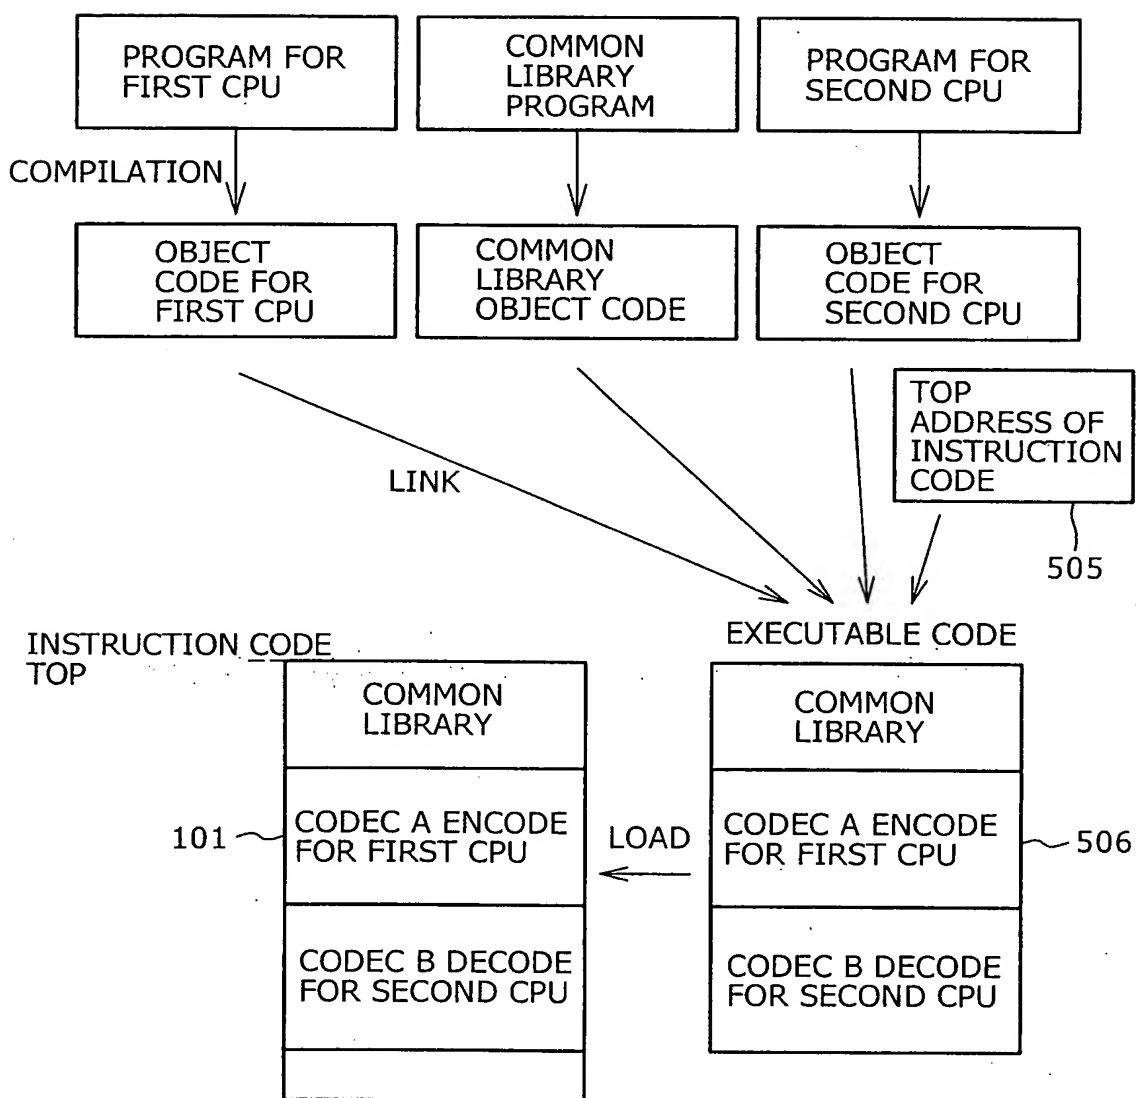 PROGRAM FOR
FIRST CPU
COMMON
LIBRARY
PROGRAM
PROGRAM FOR
SECOND CPU
COMPILATION
OBJECT
CODE FOR
FIRST CPU
COMMON
LIBRARY
OBJECT CODE
OBJECT
CODE FOR
SECOND CPU
TOP
ADDRESS OF
INSTRUCTION
CODE
LINK
505
EXECUTABLE CODE
INSTRUCTION CODE
TOP
COMMON
LIBRARY
COMMON
LIBRARY
101
CODEC A ENCODE
FOR FIRST CPU
LOAD
CODEC A ENCODE
FOR FIRST CPU
506
CODEC B DECODE
FOR SECOND CPU
CODEC B DECODE
FOR SECOND CPU